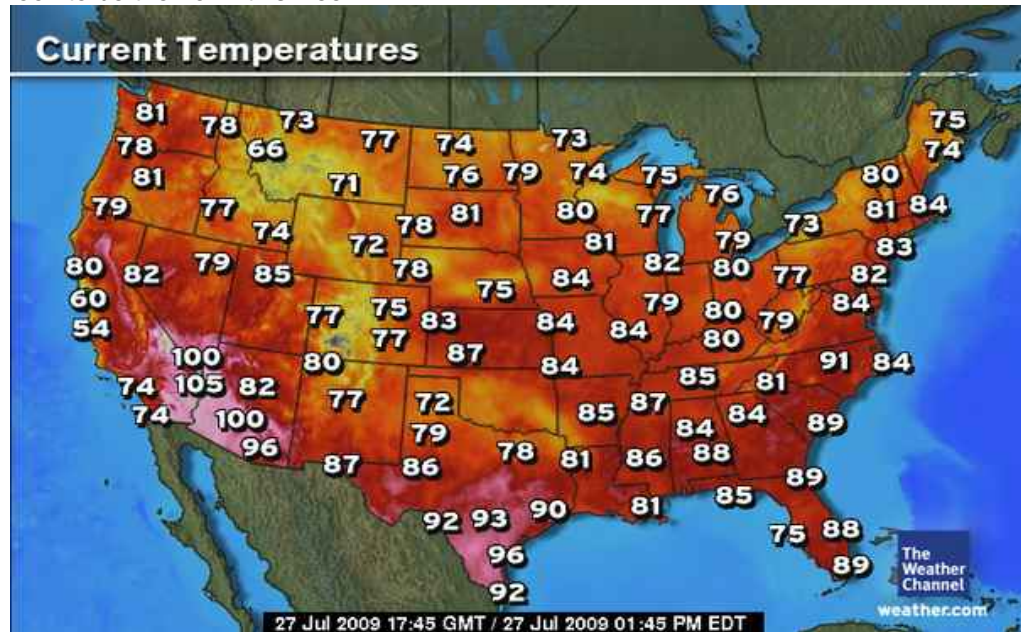 Current Temperatures
81 78 73 77 74 73 75
78 66 76 79 74 75 74
81 71 76 80
79 77 78 81 80 77 81 84
74 72 81 73 83
80 82 79 85 78 84 82 79 80 77 82
60 77 75 75 79 80 84
54 77 83 84 84 79
100 80 87 84 80 91 84
74 105 82 85 81
74 77 72 85 87 84 89
100 79 84
96 87 86 78 81 86 88 89
92 93 90 81 85
96 75 88
92 89
The
Weather
Channel
weather.com
27 Jul 2009 17:45 GMT / 27 Jul 2009 01:45 PM EDT